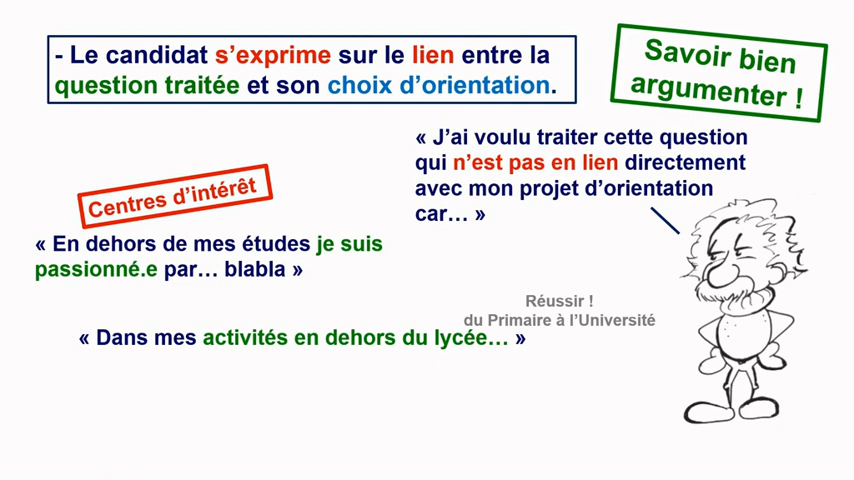 - Le candidat s’exprime sur le lien entre la
question traitée et son choix d’orientation.
Savoir bien
argumenter !
« J’ai voulu traiter cette question
qui n’est pas en lien directement
avec mon projet d’orientation
car… »
Centres d’intérêt
« En dehors de mes études je suis
passionné.e par… blabla »
Réussir !
du Primaire à l’Université
« Dans mes activités en dehors du lycée… »